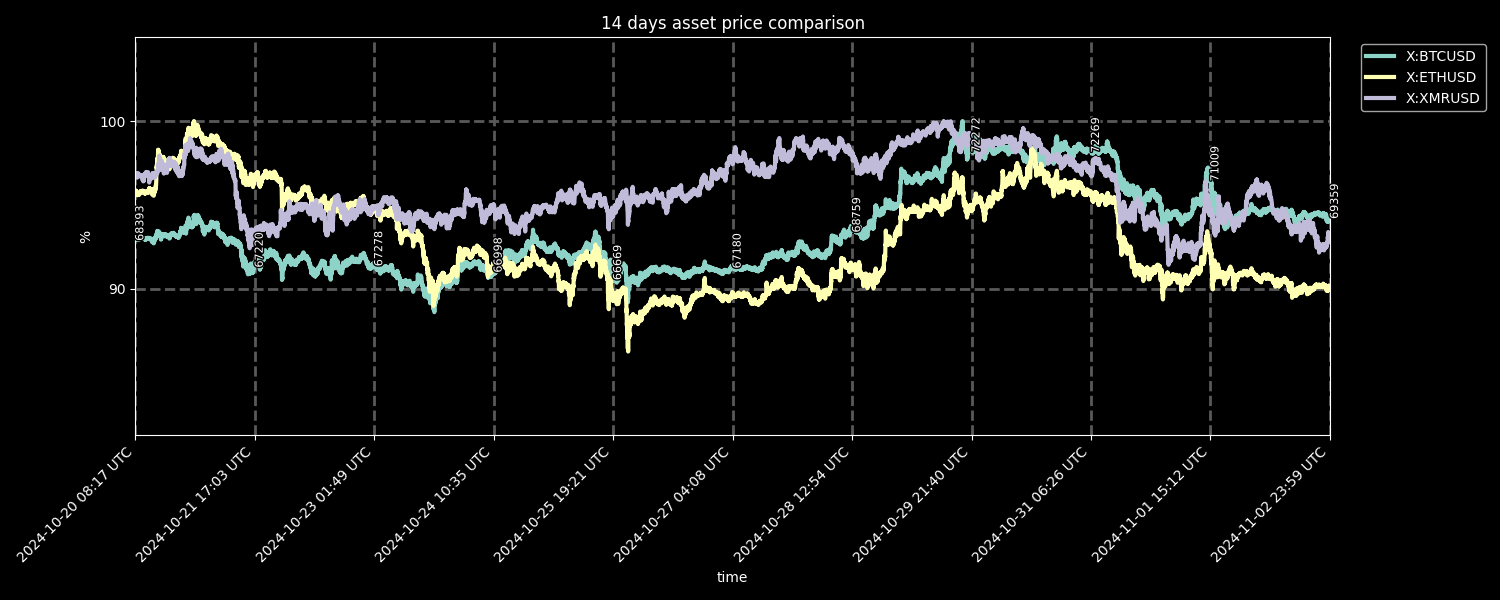 14 days asset price comparison
X:BTCUSD
X:ETHUSD
X:XMRUSD
100
90
%
68393
67220
67278
66998
66669
67180
68759
72272
72269
71009
69359
2024-10-20 08:17 UTC
2024-10-21 17:03 UTC
2024-10-23 01:49 UTC
2024-10-24 10:35 UTC
2024-10-25 19:21 UTC
2024-10-27 04:08 UTC
2024-10-28 12:54 UTC
2024-10-29 21:40 UTC
2024-10-31 06:26 UTC
2024-11-01 15:12 UTC
2024-11-02 23:59 UTC
time